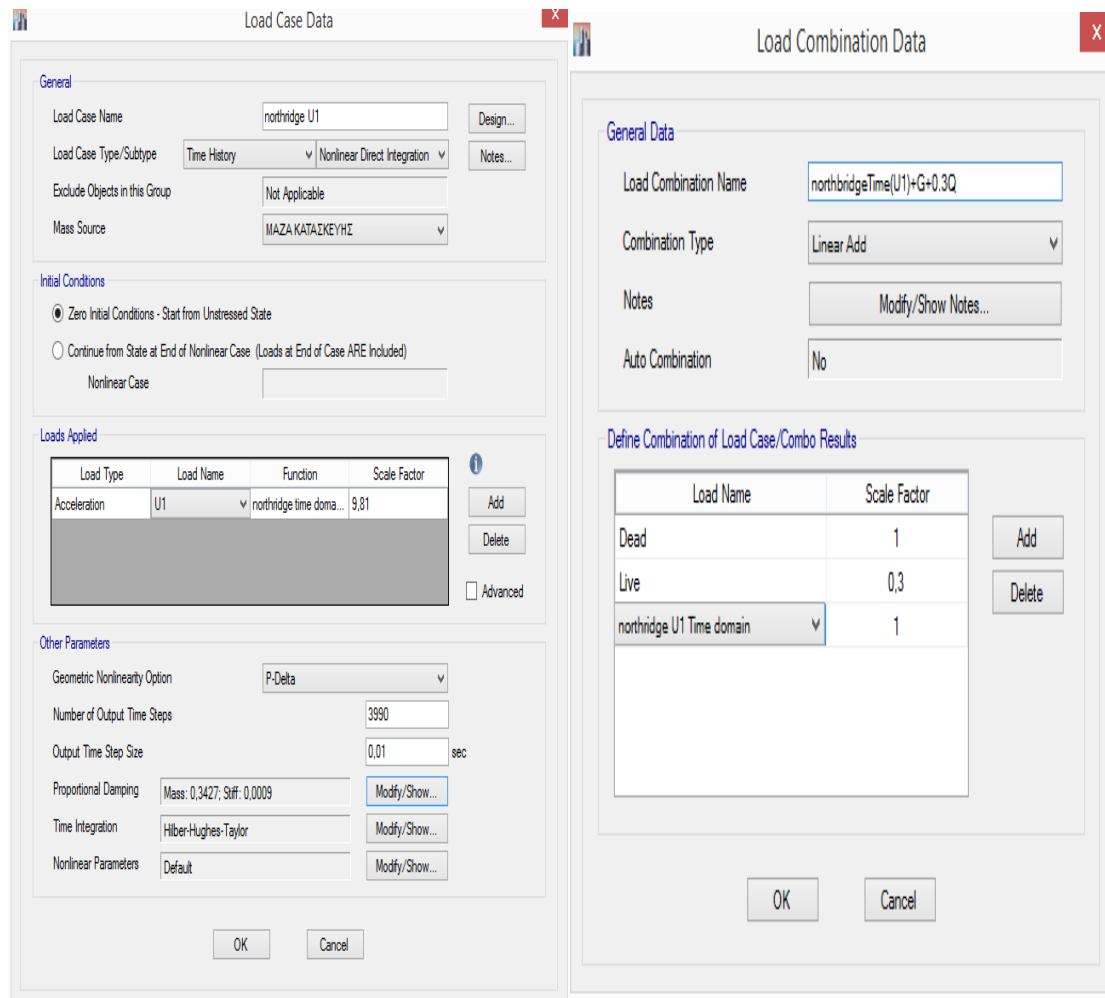 Load Case Data
X
General
Load Case Name
northridge U1
Design...
Load Case Type/Subtype
Time History
Nonlinear Direct Integration
Notes...
Exclude Objects in this Group
Not Applicable
Mass Source
ΜΑΖΑ ΚΑΤΑΣΚΕΥΗΣ
Initial Conditions
Zero Initial Conditions - Start from Unstressed State
Continue from State at End of Nonlinear Case (Loads at End of Case ARE Included)
Nonlinear Case
Loads Applied
Load Type Load Name Function Scale Factor
Acceleration U1 northridge time doma... 9,81
i
Add
Delete
Advanced
Other Parameters
Geometric Nonlinearity Option
P-Delta
Number of Output Time Steps
3990
Output Time Step Size
0,01 sec
Proportional Damping
Mass: 0,3427; Stiff: 0,0009
Modify/Show...
Time Integration
Hilber-Hughes-Taylor
Modify/Show...
Nonlinear Parameters
Default
Modify/Show...
OK Cancel
Load Combination Data
X
General Data
Load Combination Name
northbridgeTime(U1)+G+0.3Q
Combination Type
Linear Add
Notes
Modify/Show Notes...
Auto Combination
No
Define Combination of Load Case/Combo Results
Load Name Scale Factor
Dead 1
Live 0,3
northridge U1 Time domain 1
Add
Delete
OK Cancel